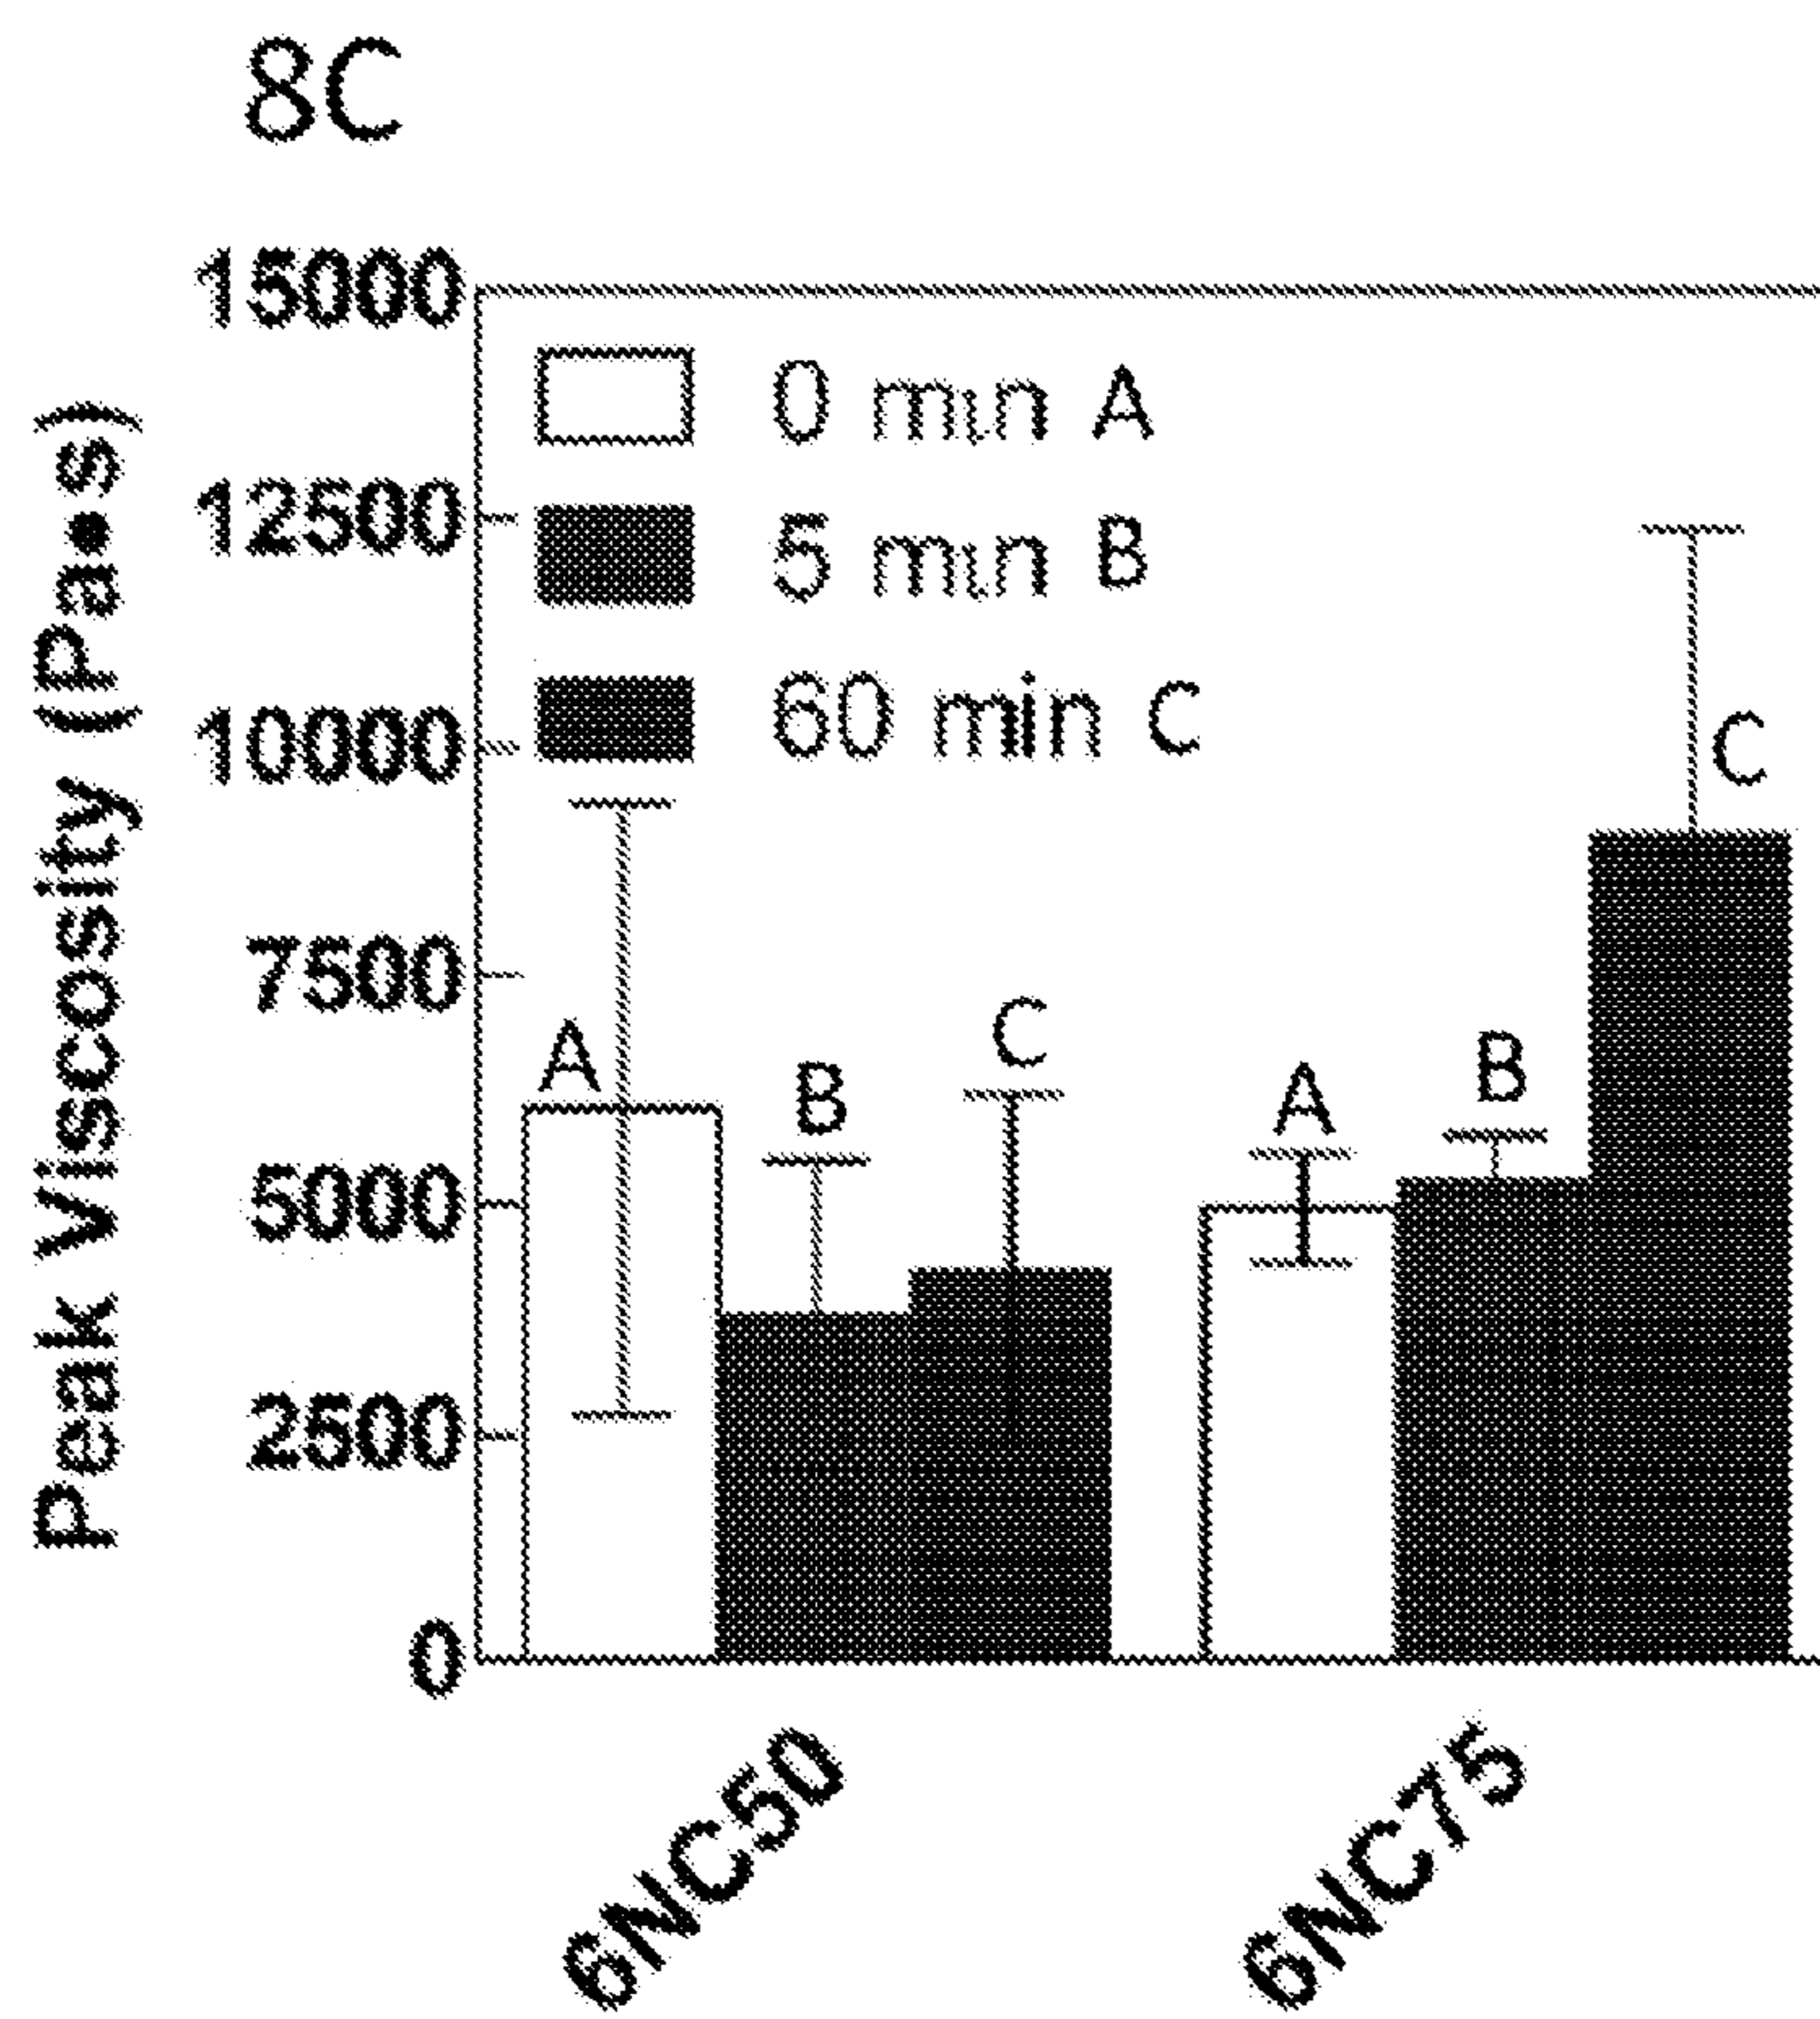 8C
Peak Viscosity (Pa•s)
15000
12500
10000
7500
5000
2500
0
0 min A
5 min B
60 min C
A
B
C
A
B
C
6NC50
6NC75